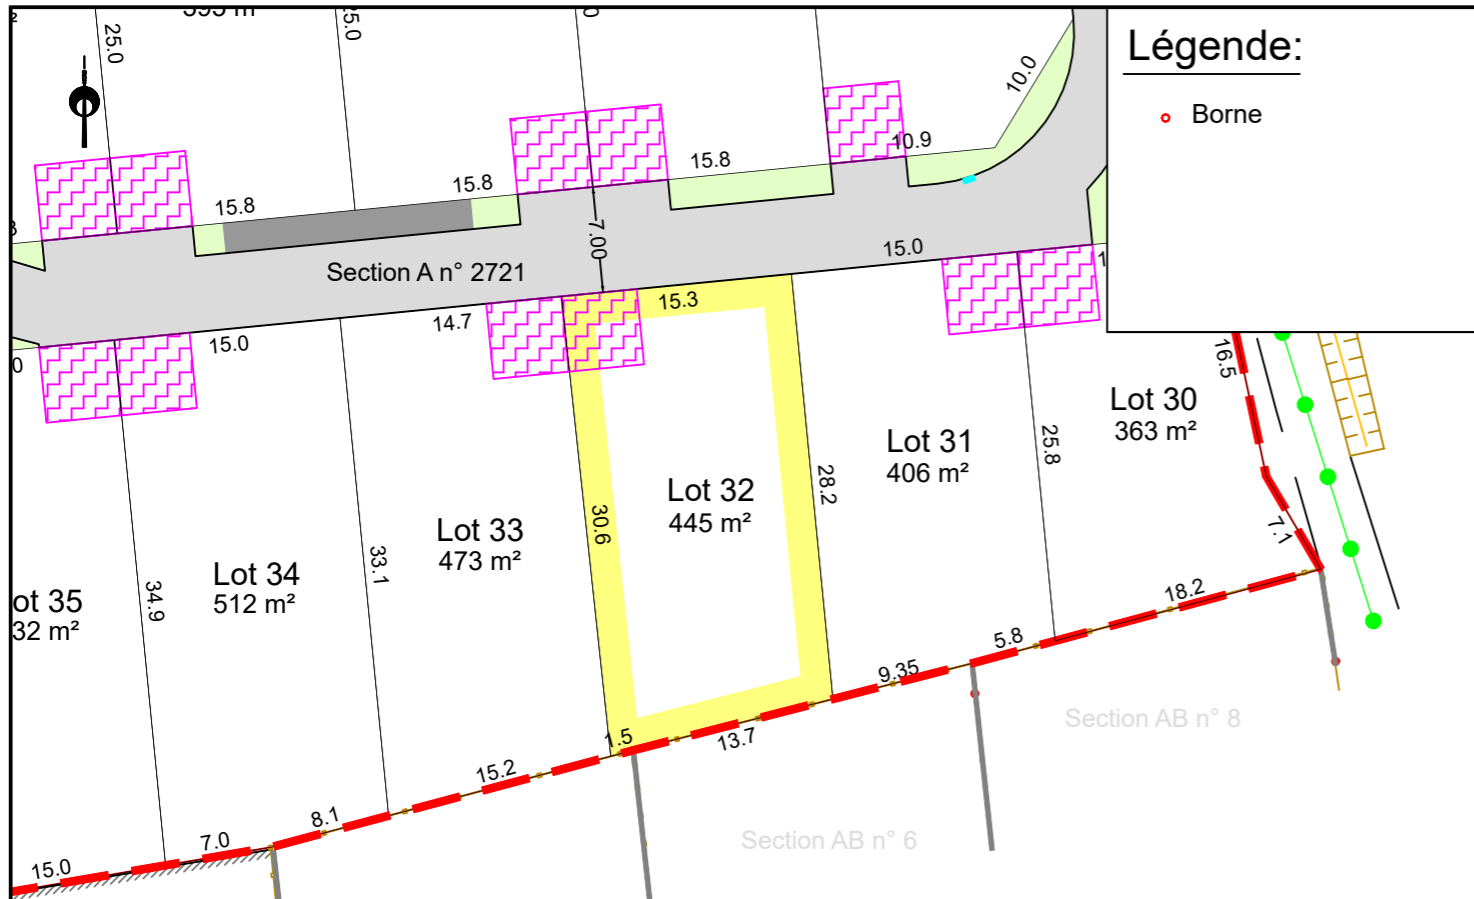 25.0
25.0
Légende:
Borne
10.0
10.9
15.8
15.8
15.8
7.00
15.0
Section A n° 2721
15.3
14.7
15.0
16.5
Lot 30
363 m²
Lot 31
406 m²
25.8
Lot 32
445 m²
28.2
30.6
Lot 33
473 m²
33.1
Lot 34
512 m²
34.9
ot 35
32 m²
7.1
18.2
5.8
9.35
13.7
1.5
15.2
8.1
7.0
15.0
Section AB n° 8
Section AB n° 6